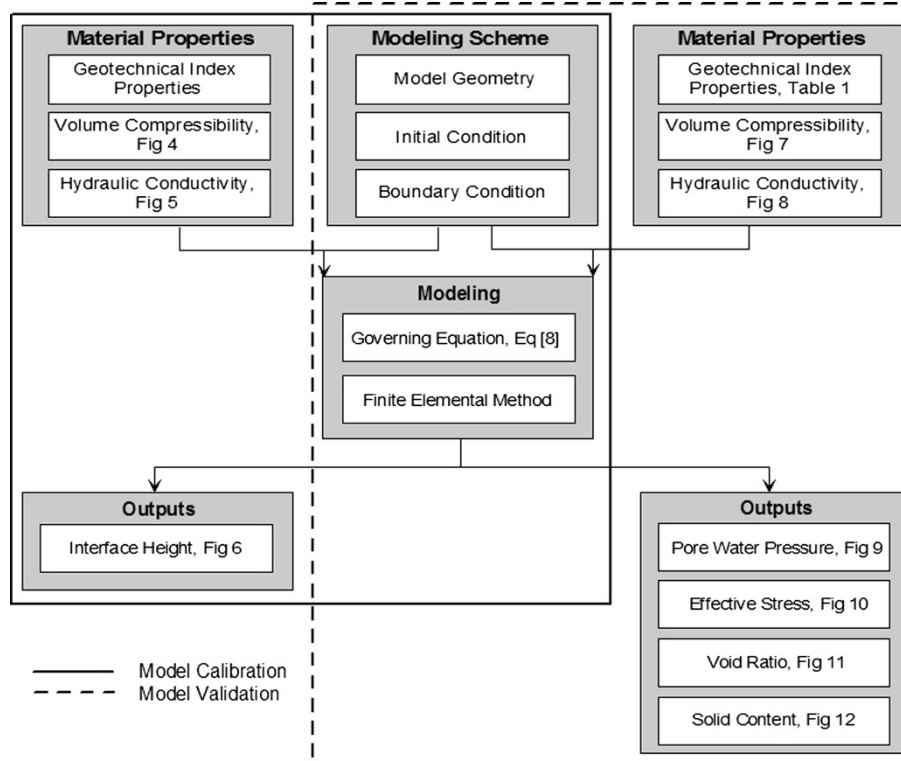 Material Properties
Geotechnical Index
Properties
Volume Compressibility,
Fig 4
Hydraulic Conductivity,
Fig 5
Modeling Scheme
Model Geometry
Initial Condition
Boundary Condition
Material Properties
Geotechnical Index
Properties, Table 1
Volume Compressibility,
Fig 7
Hydraulic Conductivity,
Fig 8
Modeling
Governing Equation, Eq [8]
Finite Elemental Method
Outputs
Interface Height, Fig 6
Outputs
Pore Water Pressure, Fig 9
Effective Stress, Fig 10
Void Ratio, Fig 11
Solid Content, Fig 12
Model Calibration
Model Validation